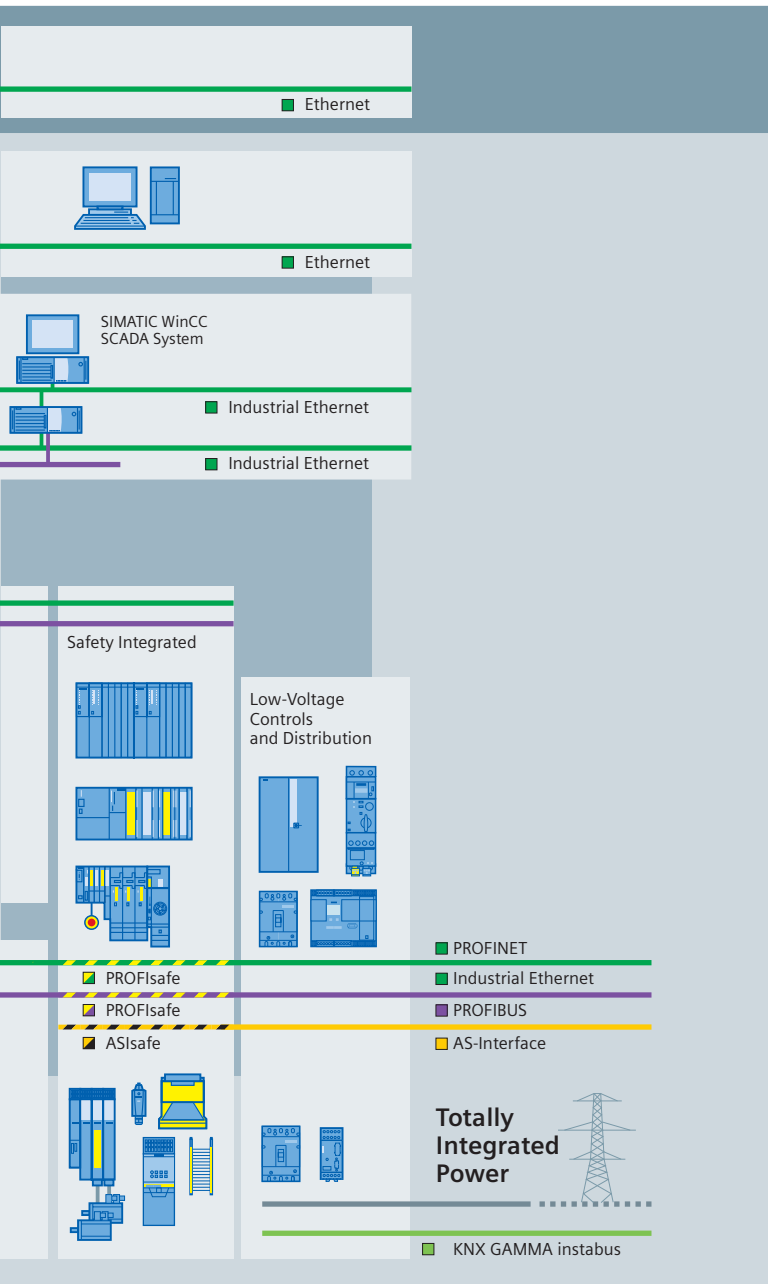 Ethernet
Ethernet
SIMATIC WinCC
SCADA System
Industrial Ethernet
Industrial Ethernet
Safety Integrated
Low-Voltage
Controls
and Distribution
PROFINET
PROFIsafe
Industrial Ethernet
PROFIsafe
PROFIBUS
ASIsafe
AS-Interface
Totally
Integrated
Power
KNX GAMMA instabus